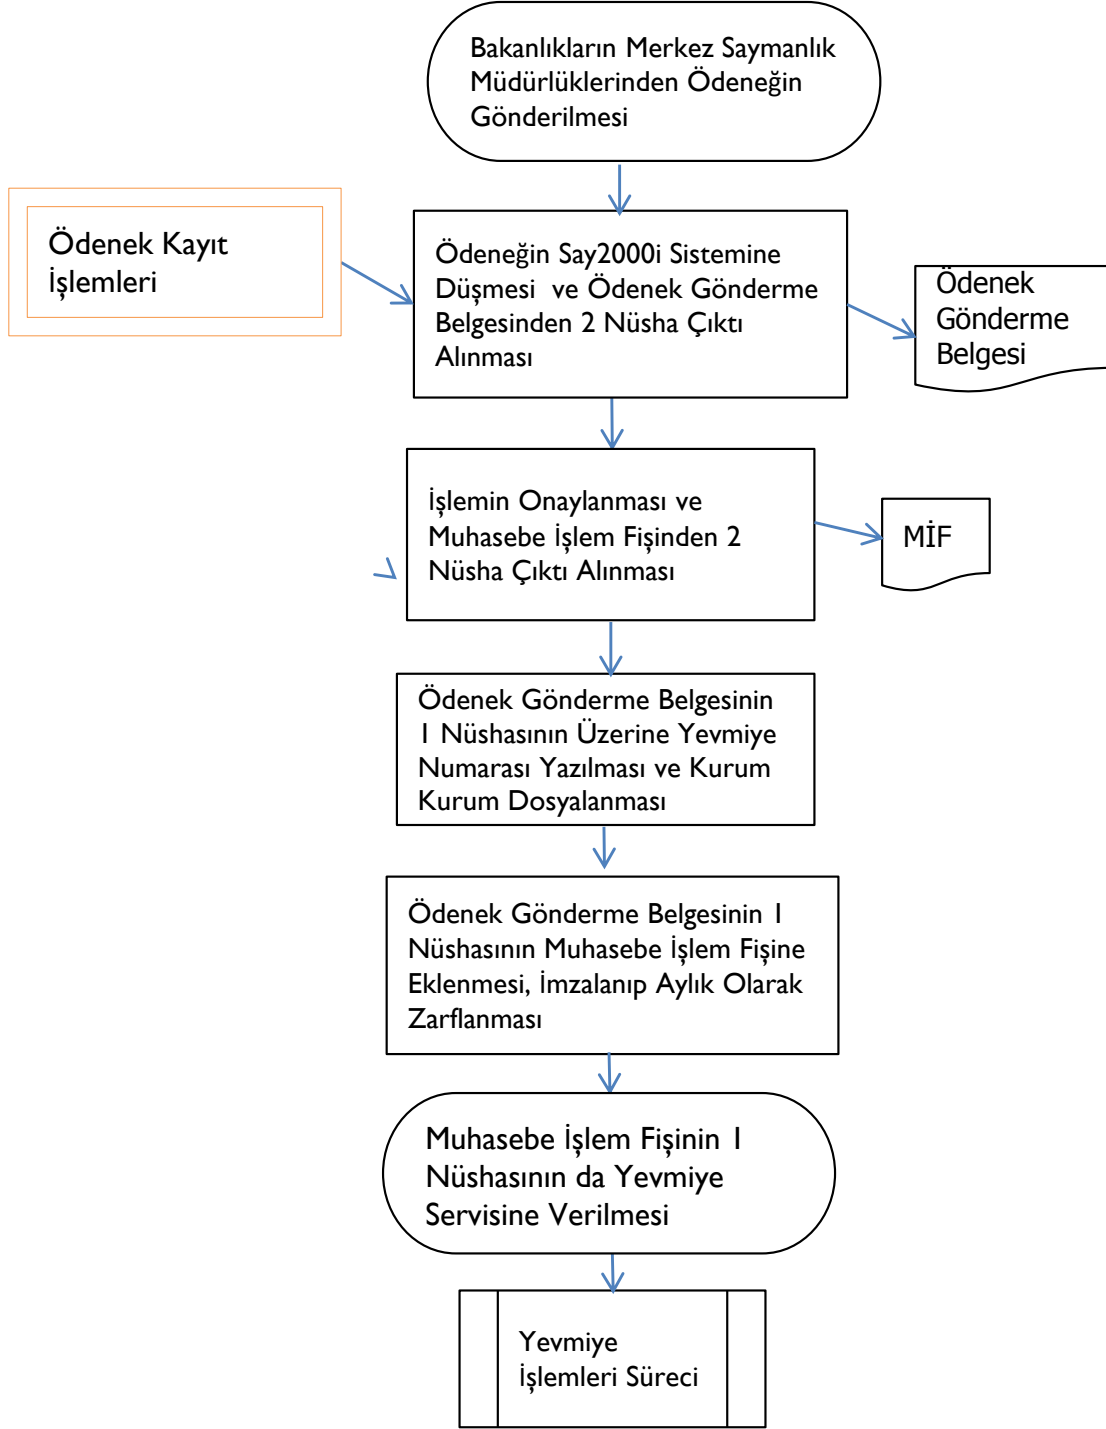 Bakanlıkların Merkez Saymanlık
Müdürlüklerinden Ödeneğin
Gönderilmesi
Ödenek Kayıt
İşlemleri
Ödeneğin Say2000i Sistemine
Düşmesi ve Ödenek Gönderme
Belgesinden 2 Nüsha Çıktı
Alınması
Ödenek
Gönderme
Belgesi
İşlemin Onaylanması ve
Muhasebe İşlem Fişinden 2
Nüsha Çıktı Alınması
MİF
Ödenek Gönderme Belgesinin
1 Nüshasının Üzerine Yevmiye
Numarası Yazılması ve Kurum
Kurum Dosyalanması
Ödenek Gönderme Belgesinin 1
Nüshasının Muhasebe İşlem Fişine
Eklenmesi, İmzalanıp Aylık Olarak
Zarflanması
Muhasebe İşlem Fişinin 1
Nüshasının da Yevmiye
Servisine Verilmesi
Yevmiye
İşlemleri Süreci